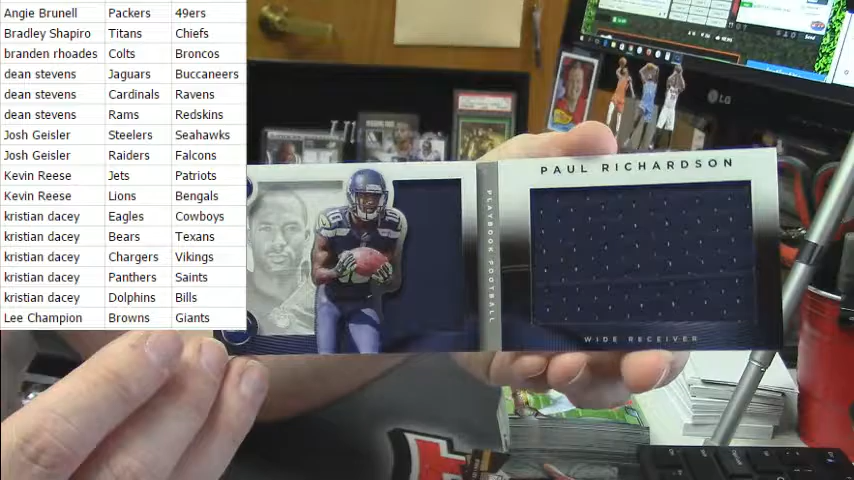 Angie Brunell Packers 49ers
Bradley Shapiro Titans Chiefs
branden rhoades Colts Broncos
dean stevens Jaguars Buccaneers
dean stevens Cardinals Ravens
dean stevens Rams Redskins
Josh Geisler Steelers Seahawks
Josh Geisler Raiders Falcons
Kevin Reese Jets Patriots
Kevin Reese Lions Bengals
kristian dacey Eagles Cowboys
kristian dacey Bears Texans
kristian dacey Chargers Vikings
kristian dacey Panthers Saints
kristian dacey Dolphins Bills
Lee Champion Browns Giants
PLAYBOOK FOOTBALL
PAUL RICHARDSON
WIDE RECEIVER
10
LG